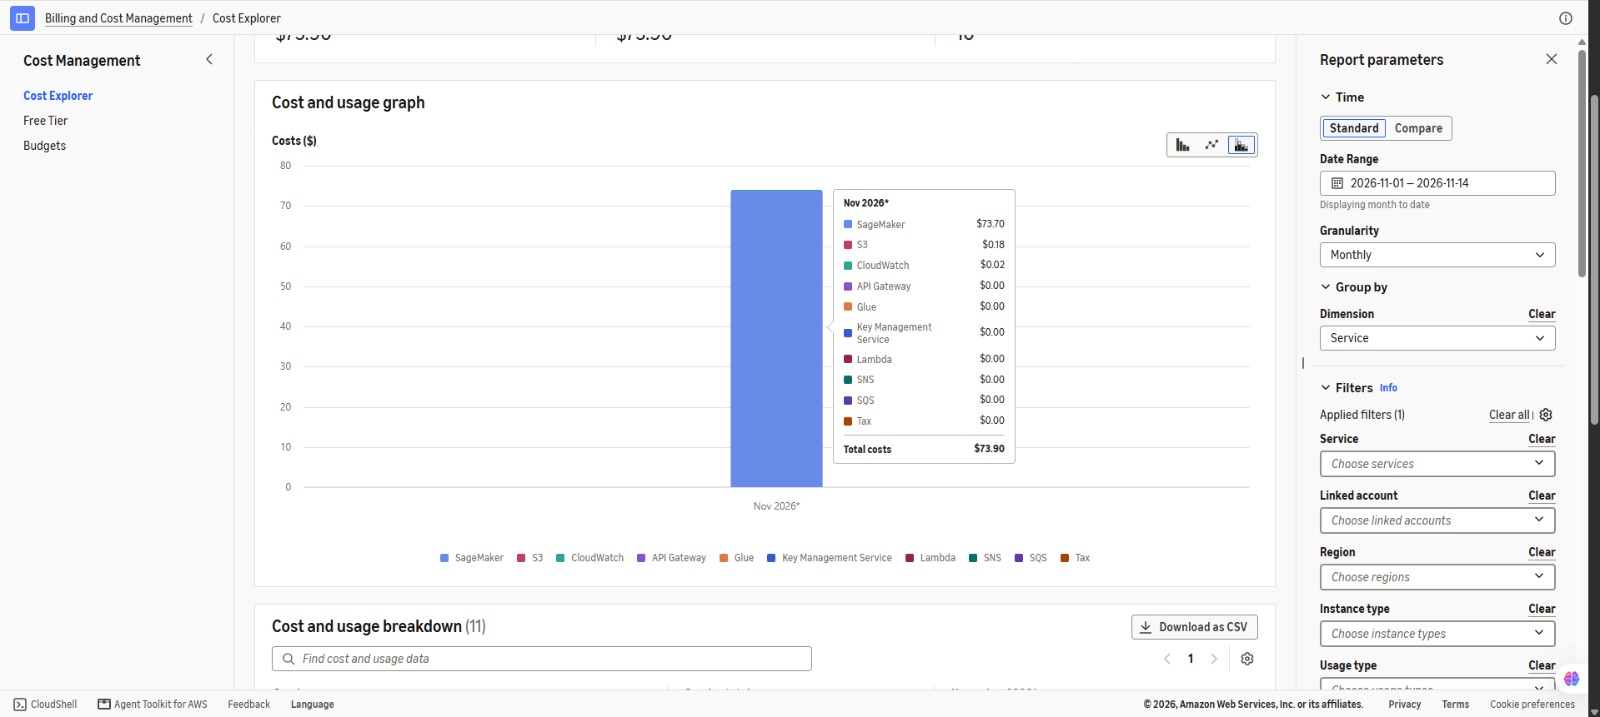 Billing and Cost Management / Cost Explorer
Cost Management
Cost Explorer
Free Tier
Budgets
$73.90 $73.90 10
Cost and usage graph
Costs ($)
80
70
60
50
40
30
20
10
0
Nov 2026*
SageMaker $73.70
S3 $0.18
CloudWatch $0.02
API Gateway $0.00
Glue $0.00
Key Management
Service $0.00
Lambda $0.00
SNS $0.00
SQS $0.00
Tax $0.00
Total costs $73.90
Nov 2026*
SageMaker S3 CloudWatch API Gateway Glue Key Management Service Lambda SNS SQS Tax
Cost and usage breakdown (11)
Download as CSV
Find cost and usage data
1
Report parameters
Time
Standard Compare
Date Range
2026-11-01 – 2026-11-14
Displaying month to date
Granularity
Monthly
Group by
Dimension Clear
Service
Filters Info
Applied filters (1) Clear all
Service Clear
Choose services
Linked account Clear
Choose linked accounts
Region Clear
Choose regions
Instance type Clear
Choose instance types
Usage type Clear
Choose usage types
CloudShell Agent Toolkit for AWS Feedback Language
© 2026, Amazon Web Services, Inc. or its affiliates. Privacy Terms Cookie preferences